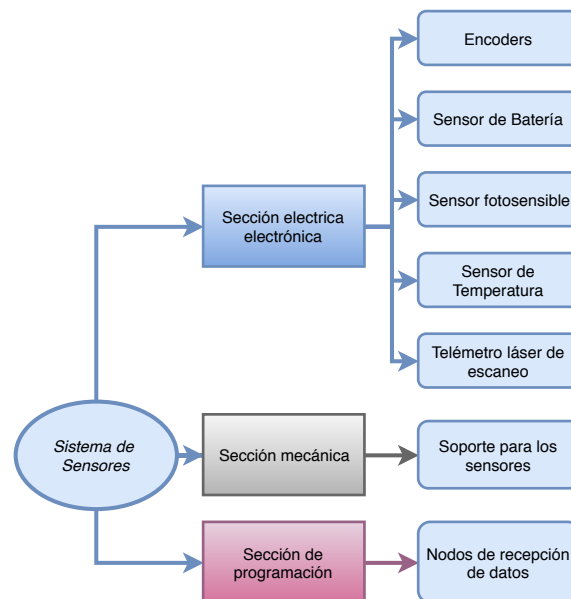 Encoders
Sensor de Batería
Sensor fotosensible
Sección electrica
electrónica
Sensor de
Temperatura
Telémetro láser de
escaneo
Sistema de
Sensores
Sección mecánica
Soporte para los
sensores
Sección de
programación
Nodos de recepción
de datos